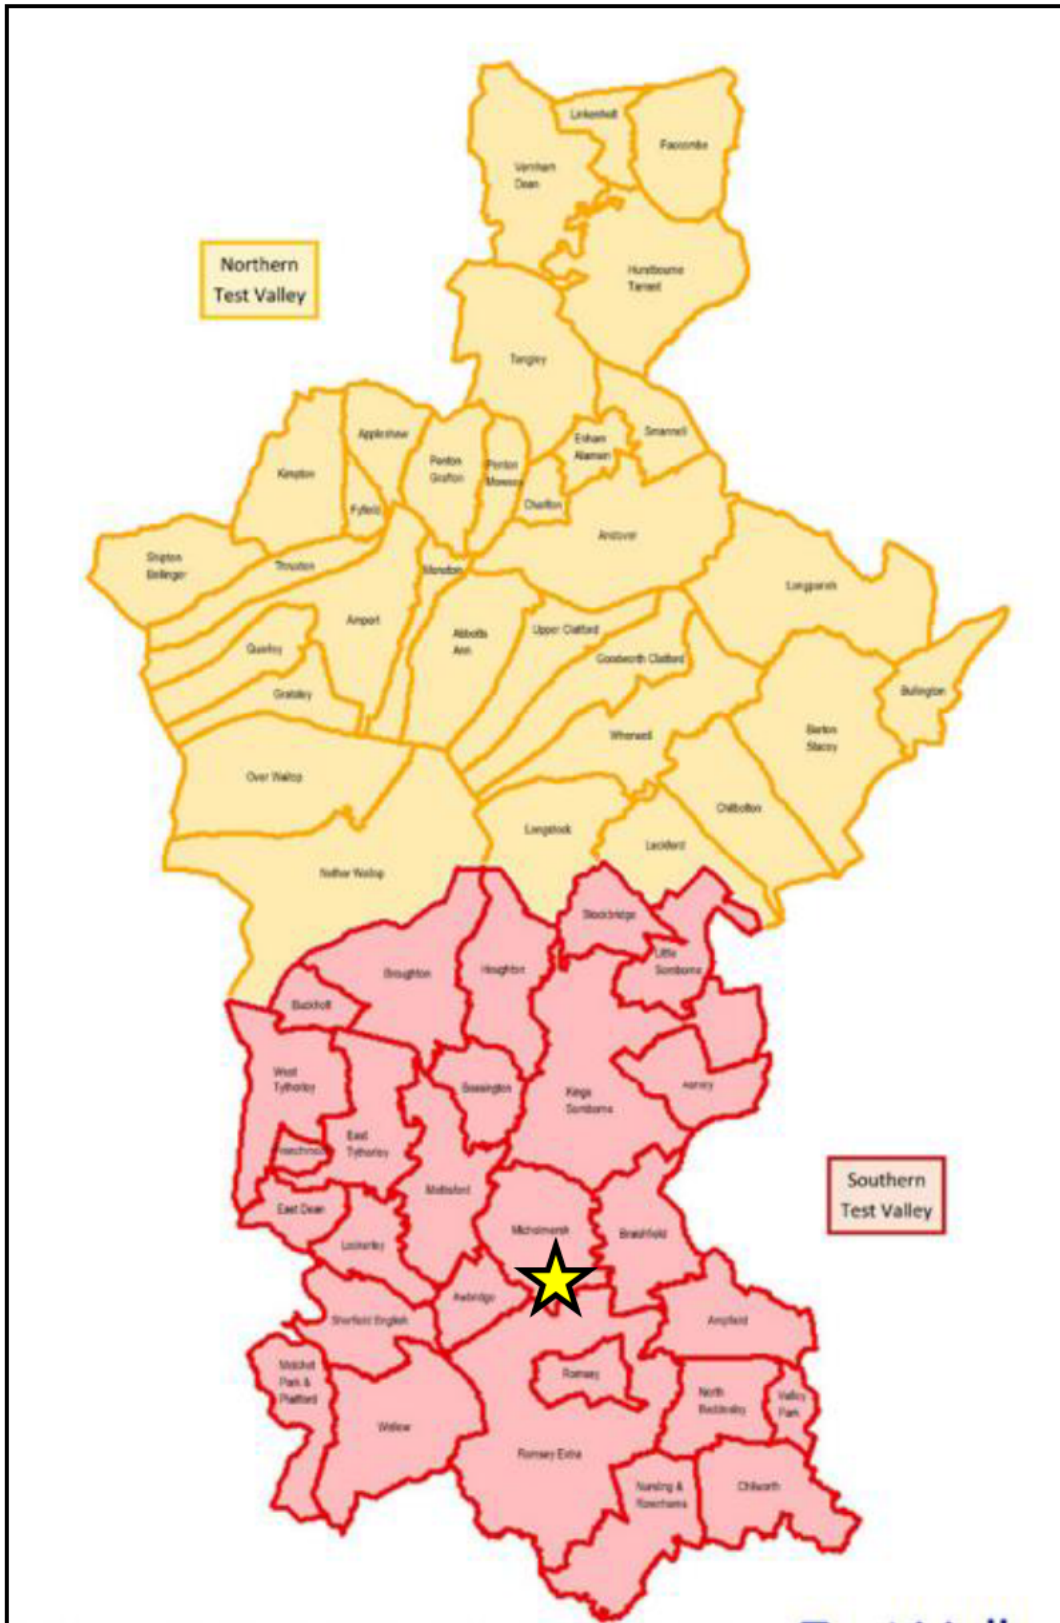 Linkenholt
Faccombe
Vernham
Dean
Northern
Test Valley
Hurstbourne
Tarrant
Tangley
Appleshaw
Smannell
Enham
Alamein
Penton
Grafton
Penton
Mewsey
Kimpton
Charlton
Fyfield
Andover
Shipton
Bellinger
Thruxton
Monxton
Longparish
Amport
Abbotts
Ann
Upper Clatford
Quarley
Goodworth Clatford
Grateley
Bullington
Wherwell
Barton
Stacey
Over Wallop
Chilbolton
Longstock
Leckford
Nether Wallop
Stockbridge
Little
Somborne
Broughton
Houghton
Buckholt
West
Tytherley
Bossington
Kings
Somborne
Ashley
East
Tytherley
Frenchmoor
Mottisfont
Southern
Test Valley
East Dean
Michelmersh
Braishfield
Lockerley
Awbridge
Sherfield English
Ampfield
Melchet
Park &
Plaitford
Romsey
North
Baddesley
Valley
Park
Wellow
Romsey Extra
Nursling &
Rownhams
Chilworth